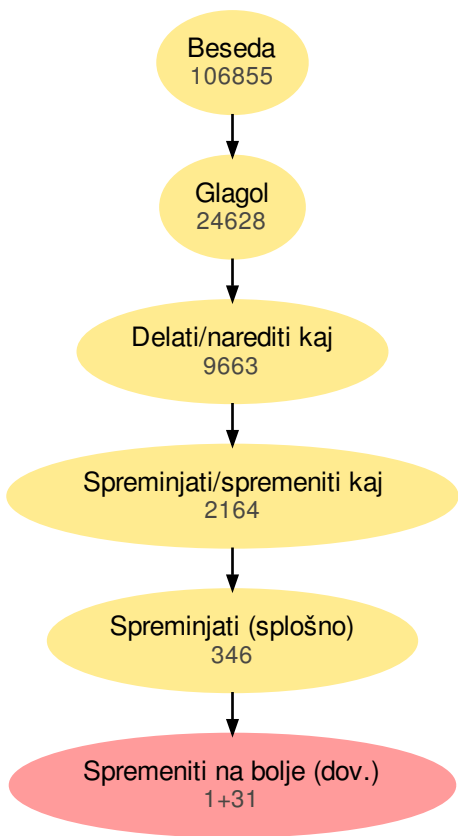 Beseda
106855
Glagol
24628
Delati/narediti kaj
9663
Spreminjati/spremeniti kaj
2164
Spreminjati (splošno)
346
Spremeniti na bolje (dov.)
1+31